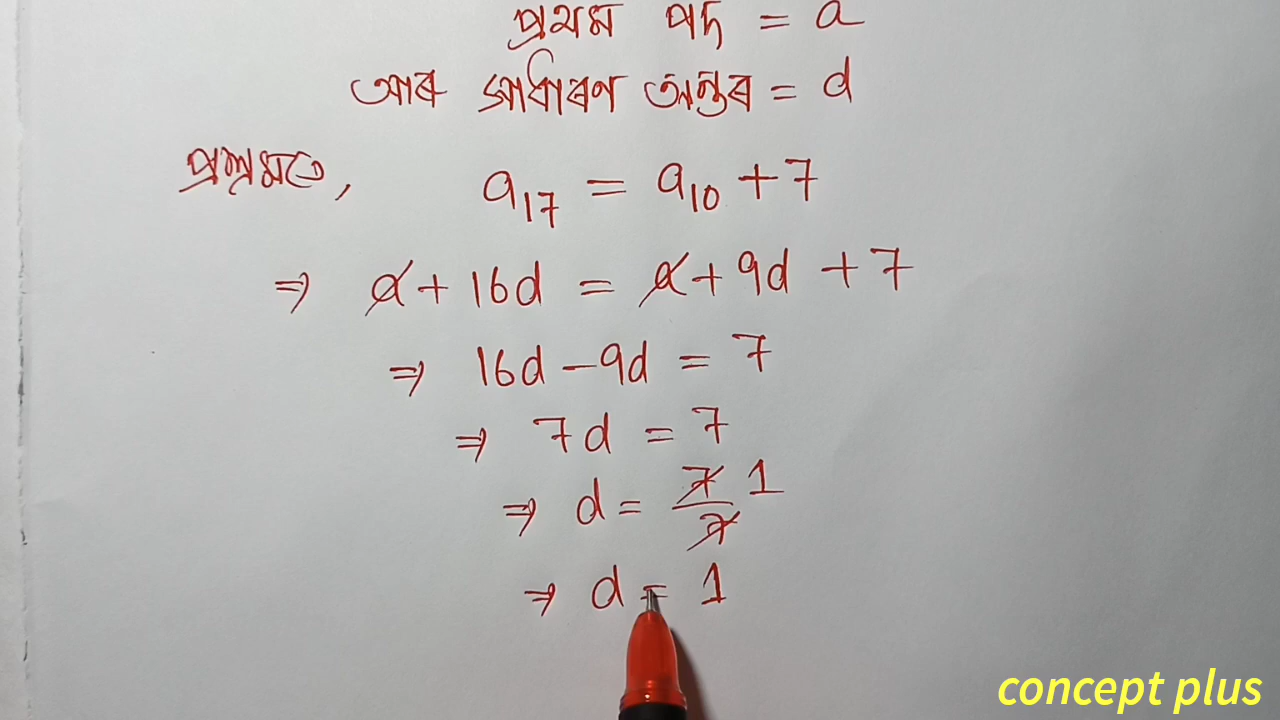 প্ৰথম পদ = a
আৰু সাধাৰণ অন্তৰ = d
প্ৰশ্নমতে, a₁₇ = a₁₀ + 7
⇒ a + 16d = a + 9d + 7
⇒ 16d – 9d = 7
⇒ 7d = 7
⇒ d = 7/7 1
⇒ d = 1
concept plus